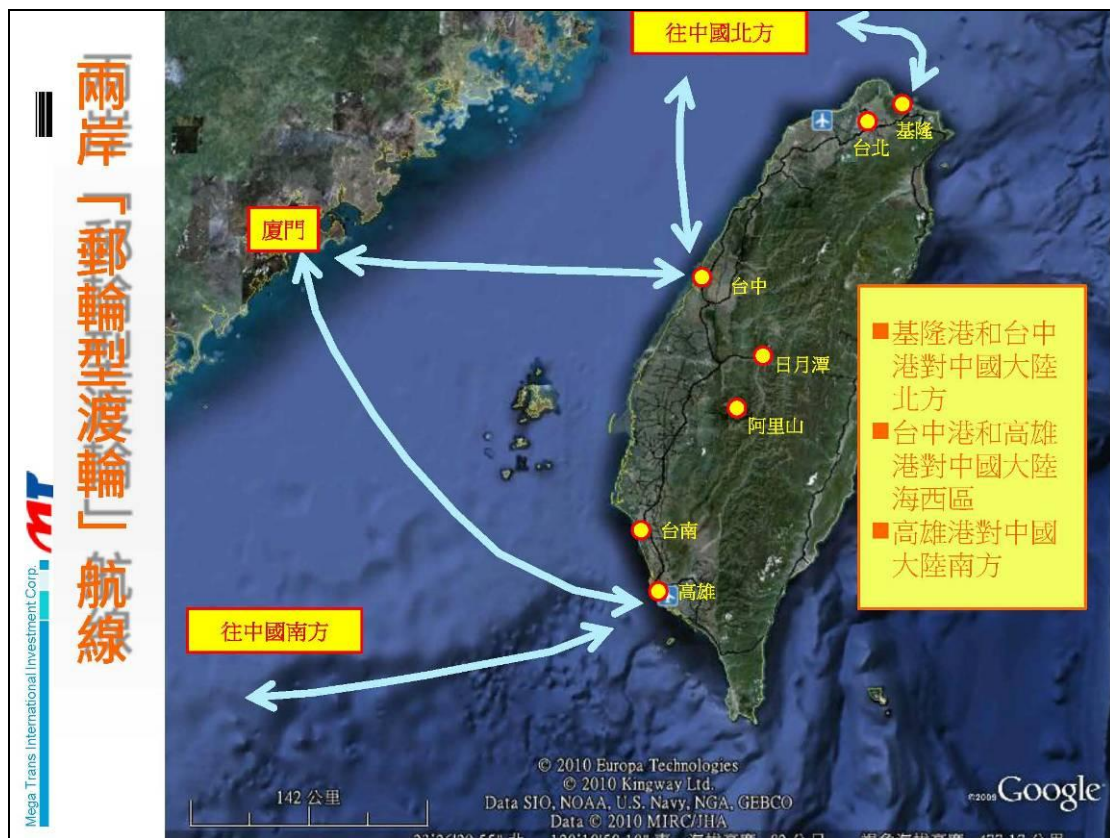 兩岸「郵輪型渡輪」航線
MT
Mega Trans International Investment Corp.
往中國北方
基隆
台北
廈門
台中
日月潭
阿里山
台南
高雄
往中國南方
■基隆港和台中
港對中國大陸
北方
■台中港和高雄
港對中國大陸
海西區
■高雄港對中國
大陸南方
142 公里
© 2010 Europa Technologies
© 2010 Kingway Ltd.
Data SIO, NOAA, U.S. Navy, NGA, GEBCO
Data © 2010 MIRC/JHA
©2009 Google